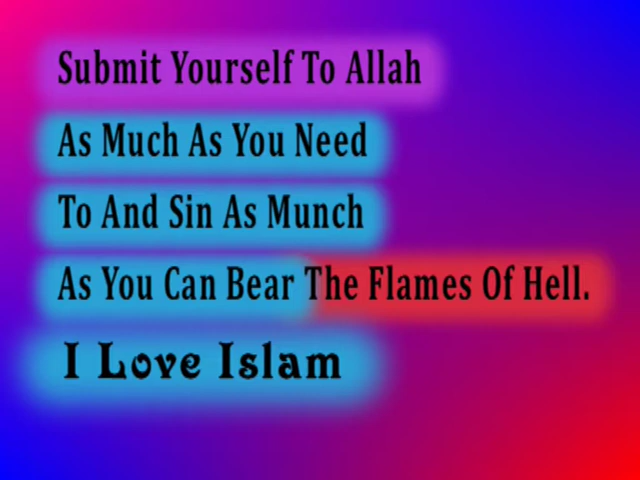 Submit Yourself To Allah
As Much As You Need
To And Sin As Munch
As You Can Bear The Flames Of Hell.
I Love Islam